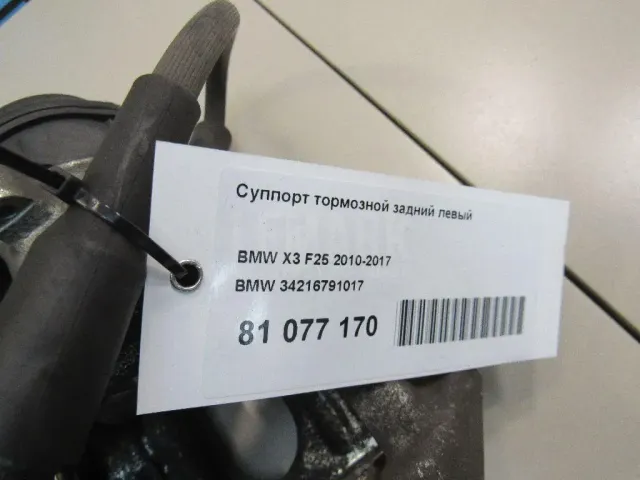 Суппорт тормозной задний левый
BMW X3 F25 2010-2017
BMW 34216791017
81 077 170